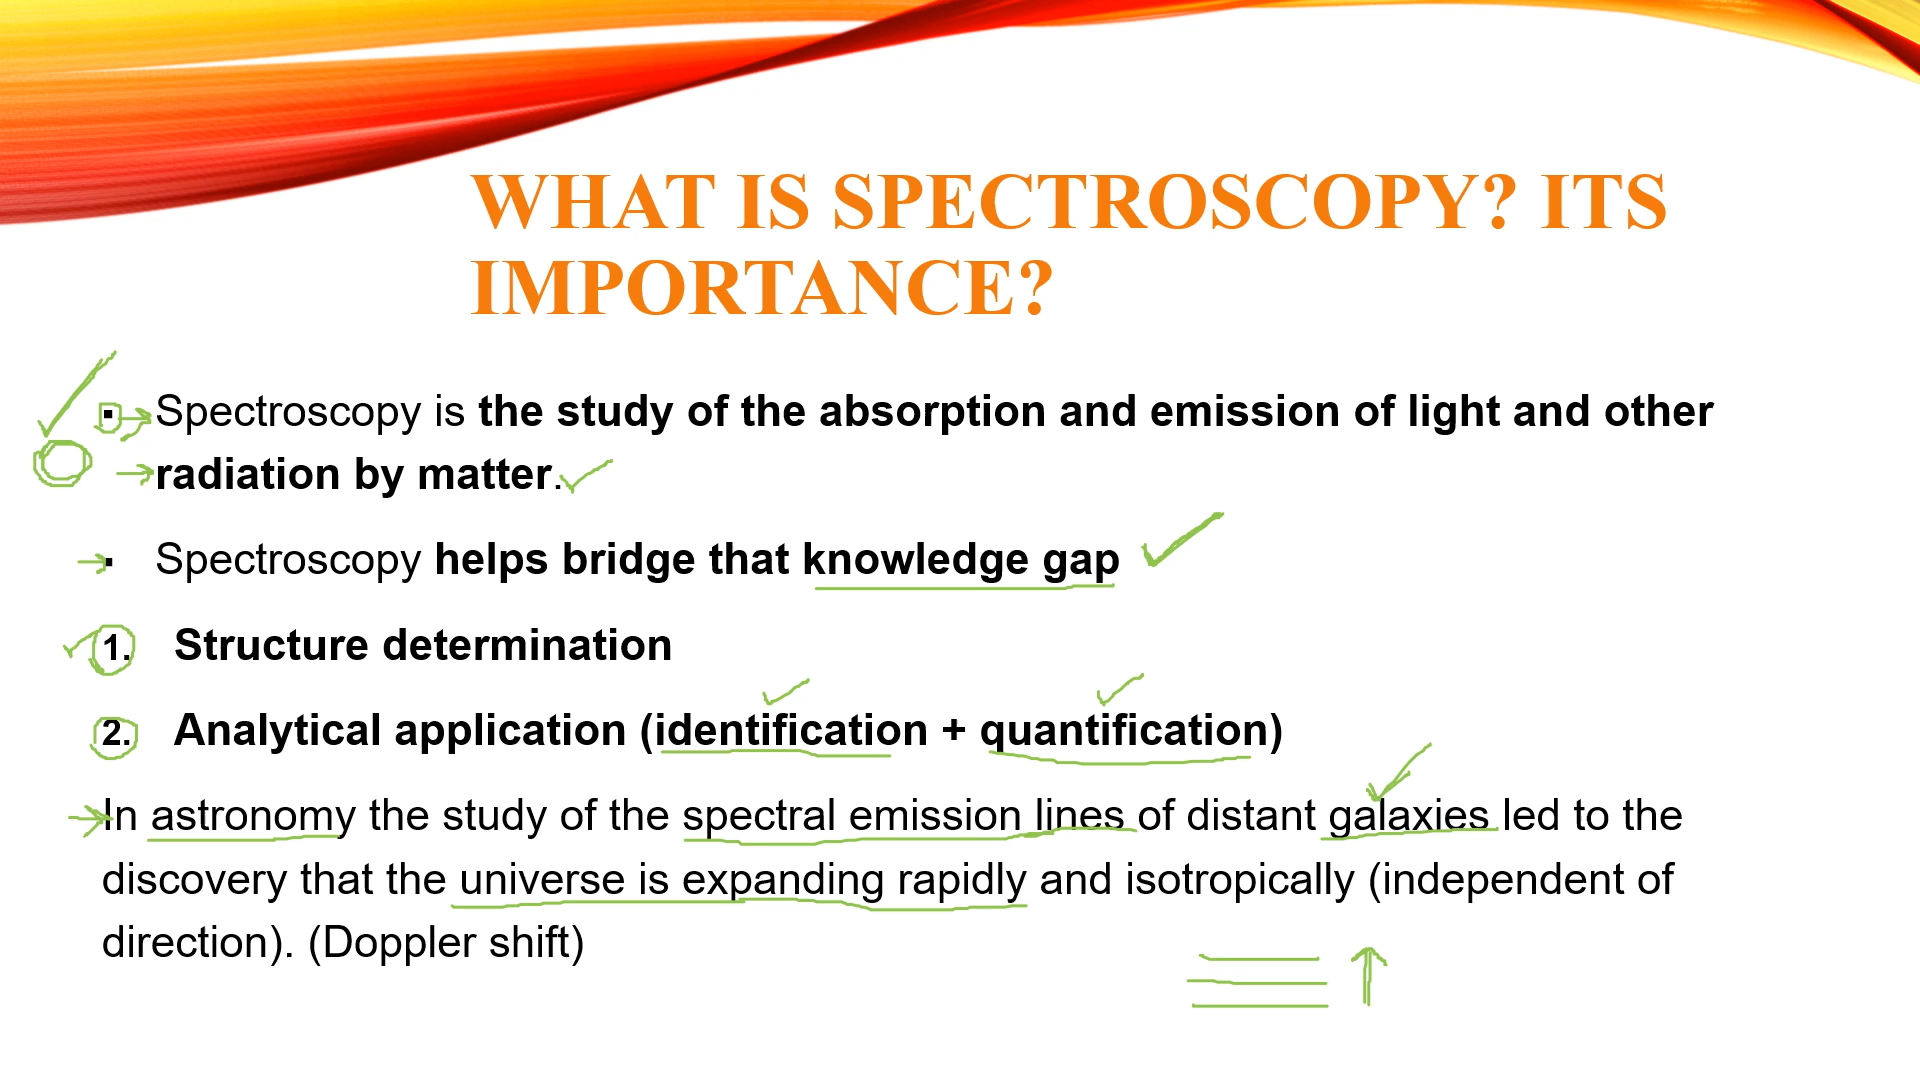 WHAT IS SPECTROSCOPY? ITS
IMPORTANCE?
▪ Spectroscopy is the study of the absorption and emission of light and other
radiation by matter.
▪ Spectroscopy helps bridge that knowledge gap
1. Structure determination
2. Analytical application (identification + quantification)
In astronomy the study of the spectral emission lines of distant galaxies led to the
discovery that the universe is expanding rapidly and isotropically (independent of
direction). (Doppler shift)